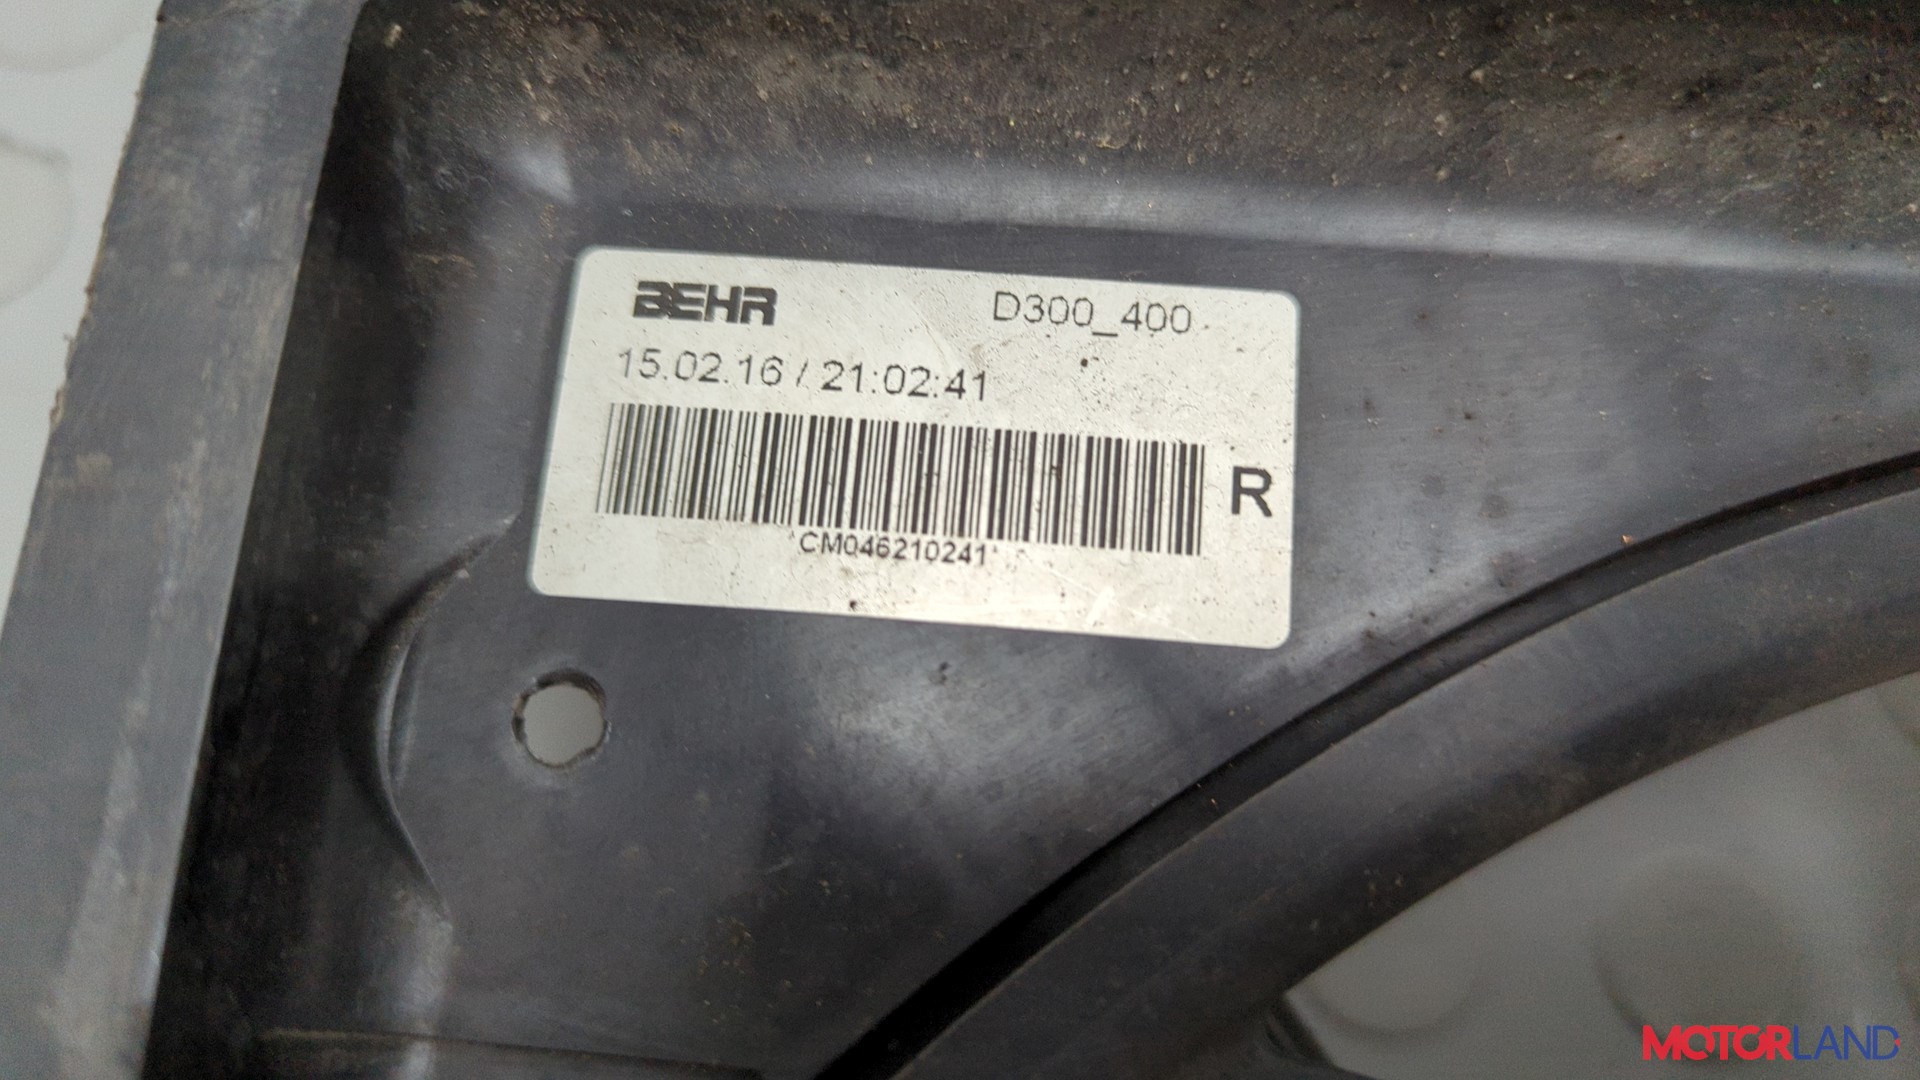 BEHR D300_400
15.02.16 / 21:02:41
R
*CM046210241*
MOTORLAND